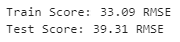 Train Score: 33.09 RMSE
Test Score: 39.31 RMSE